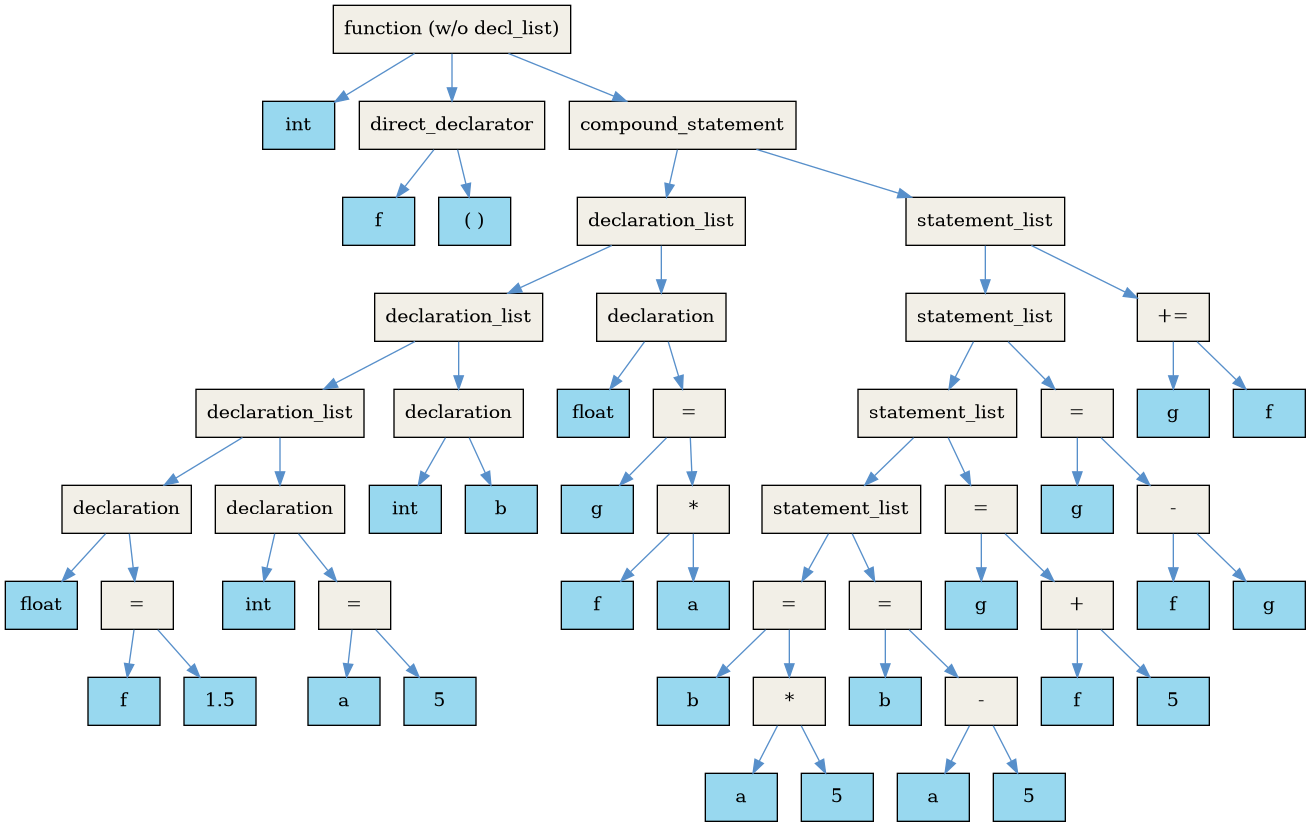 function (w/o decl_list)
int direct_declarator compound_statement
f ( ) declaration_list statement_list
declaration_list declaration statement_list +=
declaration_list declaration float = statement_list = g f
declaration declaration int b g * statement_list = g -
float = int = f a = = g + f g
f 1.5 a 5 b * b - f 5
a 5 a 5